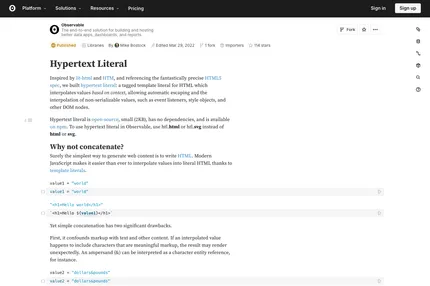 Platform Solutions Resources Pricing Sign in Sign up
Observable
The end-to-end solution for building and hosting
better data apps, dashboards, and reports.
Fork
Published Libraries By Mike Bostock Edited Mar 29, 2022 1 fork Importers 114 stars
Hypertext Literal
Inspired by lit-html and HTM, and referencing the fantastically precise HTML5
spec, we built hypertext literal: a tagged template literal for HTML which
interpolates values based on context, allowing automatic escaping and the
interpolation of non-serializable values, such as event listeners, style objects, and
other DOM nodes.
Hypertext literal is open-source, small (2KB), has no dependencies, and is available
on npm. To use hypertext literal in Observable, use htl.html or htl.svg instead of
html or svg.
Why not concatenate?
Surely the simplest way to generate web content is to write HTML. Modern
JavaScript makes it easier than ever to interpolate values into literal HTML thanks to
template literals.
value1 = "world"
value1 = "world"
"<h1>Hello world</h1>"
`<h1>Hello ${value1}</h1>`
Yet simple concatenation has two significant drawbacks.
First, it confounds markup with text and other content. If an interpolated value
happens to include characters that are meaningful markup, the result may render
unexpectedly. An ampersand (&) can be interpreted as a character entity reference,
for instance.
value2 = "dollars&pounds"
value2 = "dollars&pounds"